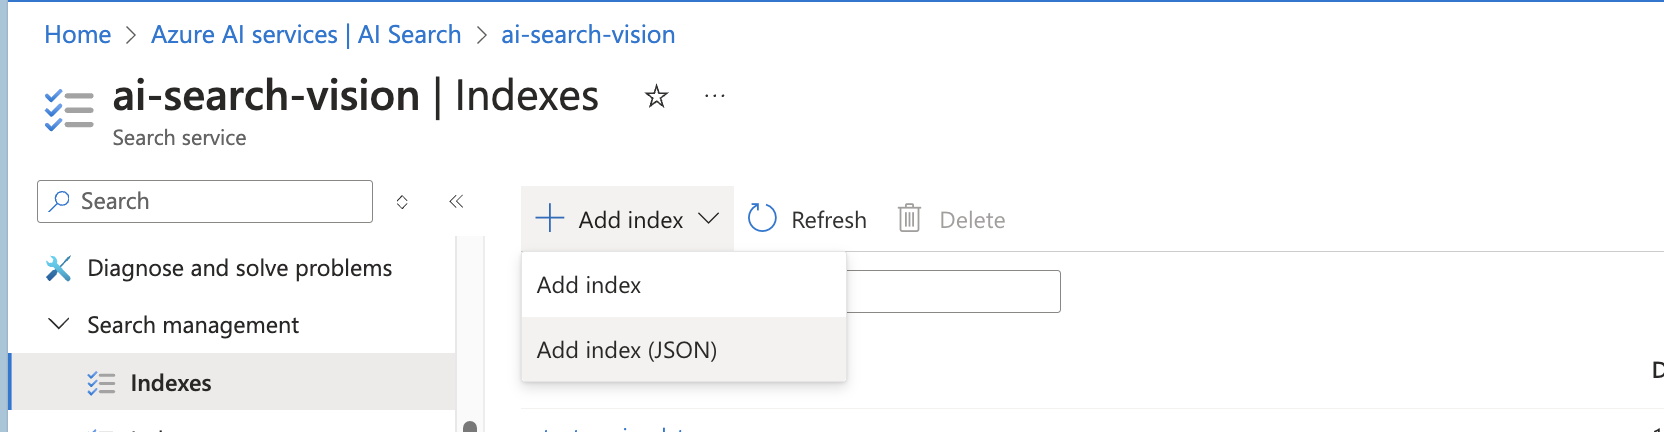 Home > Azure AI services | AI Search > ai-search-vision
ai-search-vision | Indexes
Search service
Search
Add index
Refresh
Delete
Diagnose and solve problems
Add index
Search management
Add index (JSON)
Indexes